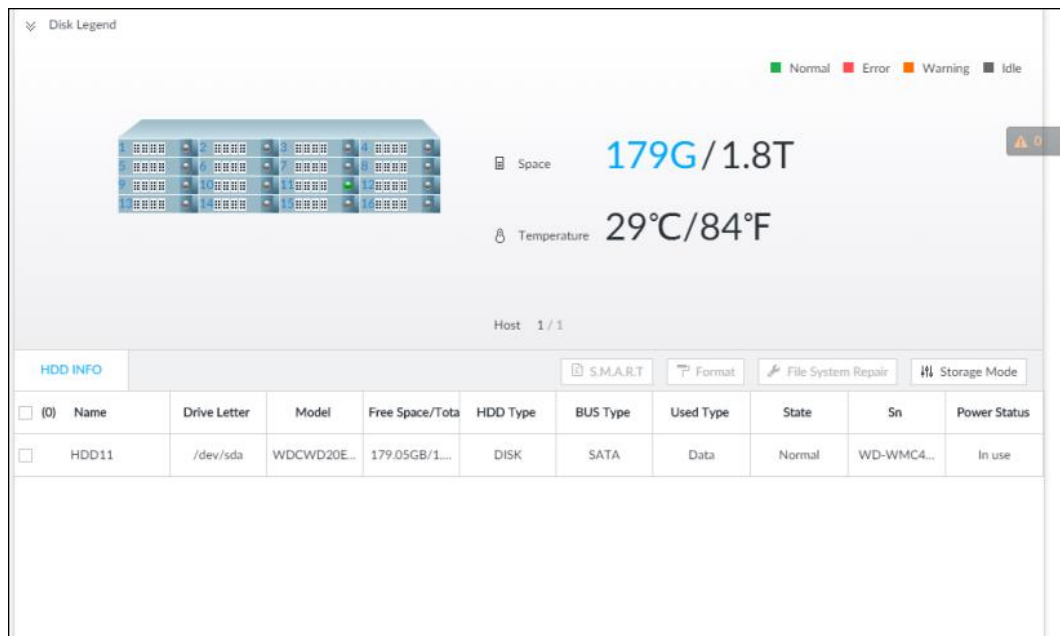 Disk Legend
Normal Error Warning Idle
1 2 3 4
5 6 7 8
9 10 11 12
13 14 15 16
Space 179G/1.8T
0
Temperature 29°C/84°F
Host 1 / 1
HDD INFO S.M.A.R.T Format File System Repair Storage Mode
(0) Name Drive Letter Model Free Space/Tota HDD Type BUS Type Used Type State Sn Power Status
HDD11 /dev/sda WDCWD20E... 179.05GB/1.... DISK SATA Data Normal WD-WMC4... In use